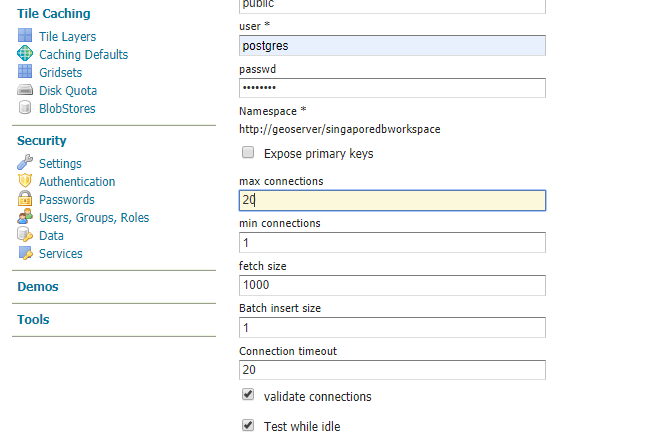 Tile Caching
Tile Layers
Caching Defaults
Gridsets
Disk Quota
BlobStores
Security
Settings
Authentication
Passwords
Users, Groups, Roles
Data
Services
Demos
Tools
public
user *
postgres
passwd
••••••••
Namespace *
http://geoserver/singaporedbworkspace
Expose primary keys
max connections
20
min connections
1
fetch size
1000
Batch insert size
1
Connection timeout
20
validate connections
Test while idle